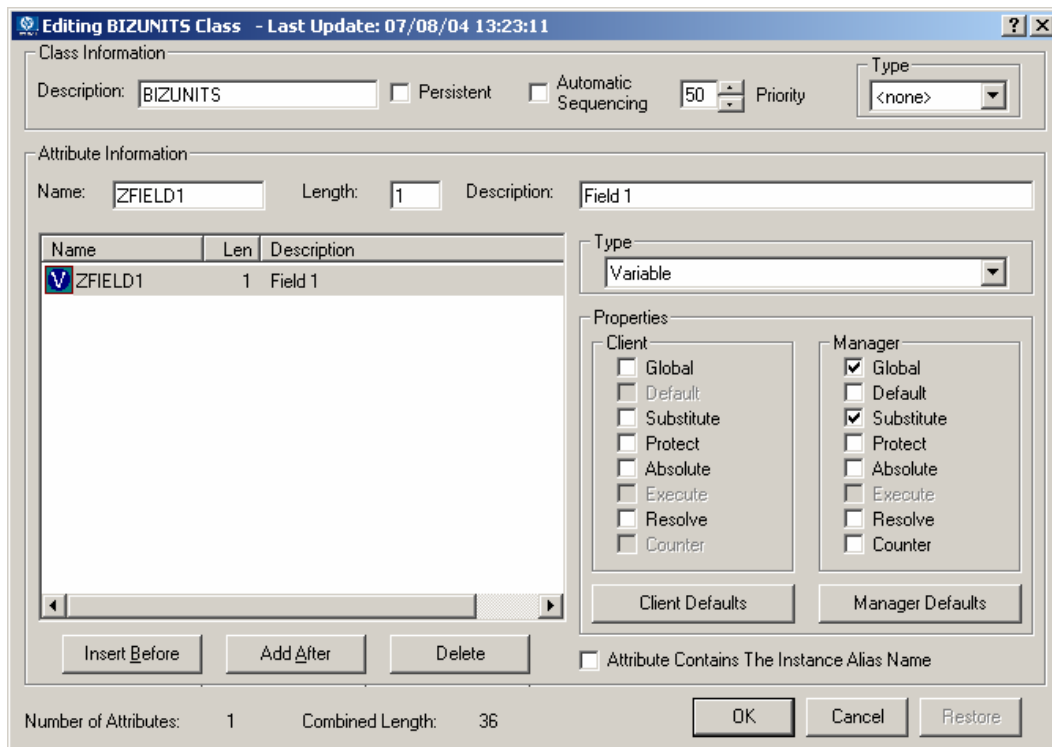 Editing BIZUNITS Class - Last Update: 07/08/04 13:23:11
Class Information
Description: BIZUNITS
Persistent
Automatic Sequencing
50 Priority
Type
<none>
Attribute Information
Name: ZFIELD1 Length: 1 Description: Field 1
Name Len Description
V ZFIELD1 1 Field 1
Type
Variable
Properties
Client
Global
Default
Substitute
Protect
Absolute
Execute
Resolve
Counter
Client Defaults
Manager
Global
Default
Substitute
Protect
Absolute
Execute
Resolve
Counter
Manager Defaults
Insert Before Add After Delete
Attribute Contains The Instance Alias Name
Number of Attributes: 1 Combined Length: 36
OK Cancel Restore